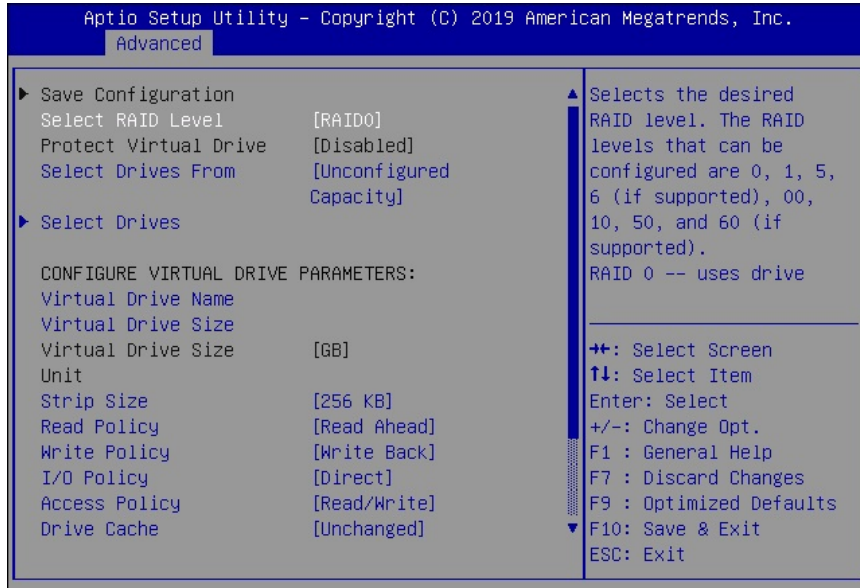 Aptio Setup Utility – Copyright (C) 2019 American Megatrends, Inc.
Advanced
Save Configuration
Select RAID Level [RAID0]
Protect Virtual Drive [Disabled]
Select Drives From [Unconfigured
Capacity]
Select Drives
CONFIGURE VIRTUAL DRIVE PARAMETERS:
Virtual Drive Name
Virtual Drive Size
Virtual Drive Size [GB]
Unit
Strip Size [256 KB]
Read Policy [Read Ahead]
Write Policy [Write Back]
I/O Policy [Direct]
Access Policy [Read/Write]
Drive Cache [Unchanged]
Selects the desired
RAID level. The RAID
levels that can be
configured are 0, 1, 5,
6 (if supported), 00,
10, 50, and 60 (if
supported).
RAID 0 -- uses drive
→←: Select Screen
↑↓: Select Item
Enter: Select
+/-: Change Opt.
F1 : General Help
F7 : Discard Changes
F9 : Optimized Defaults
F10: Save & Exit
ESC: Exit